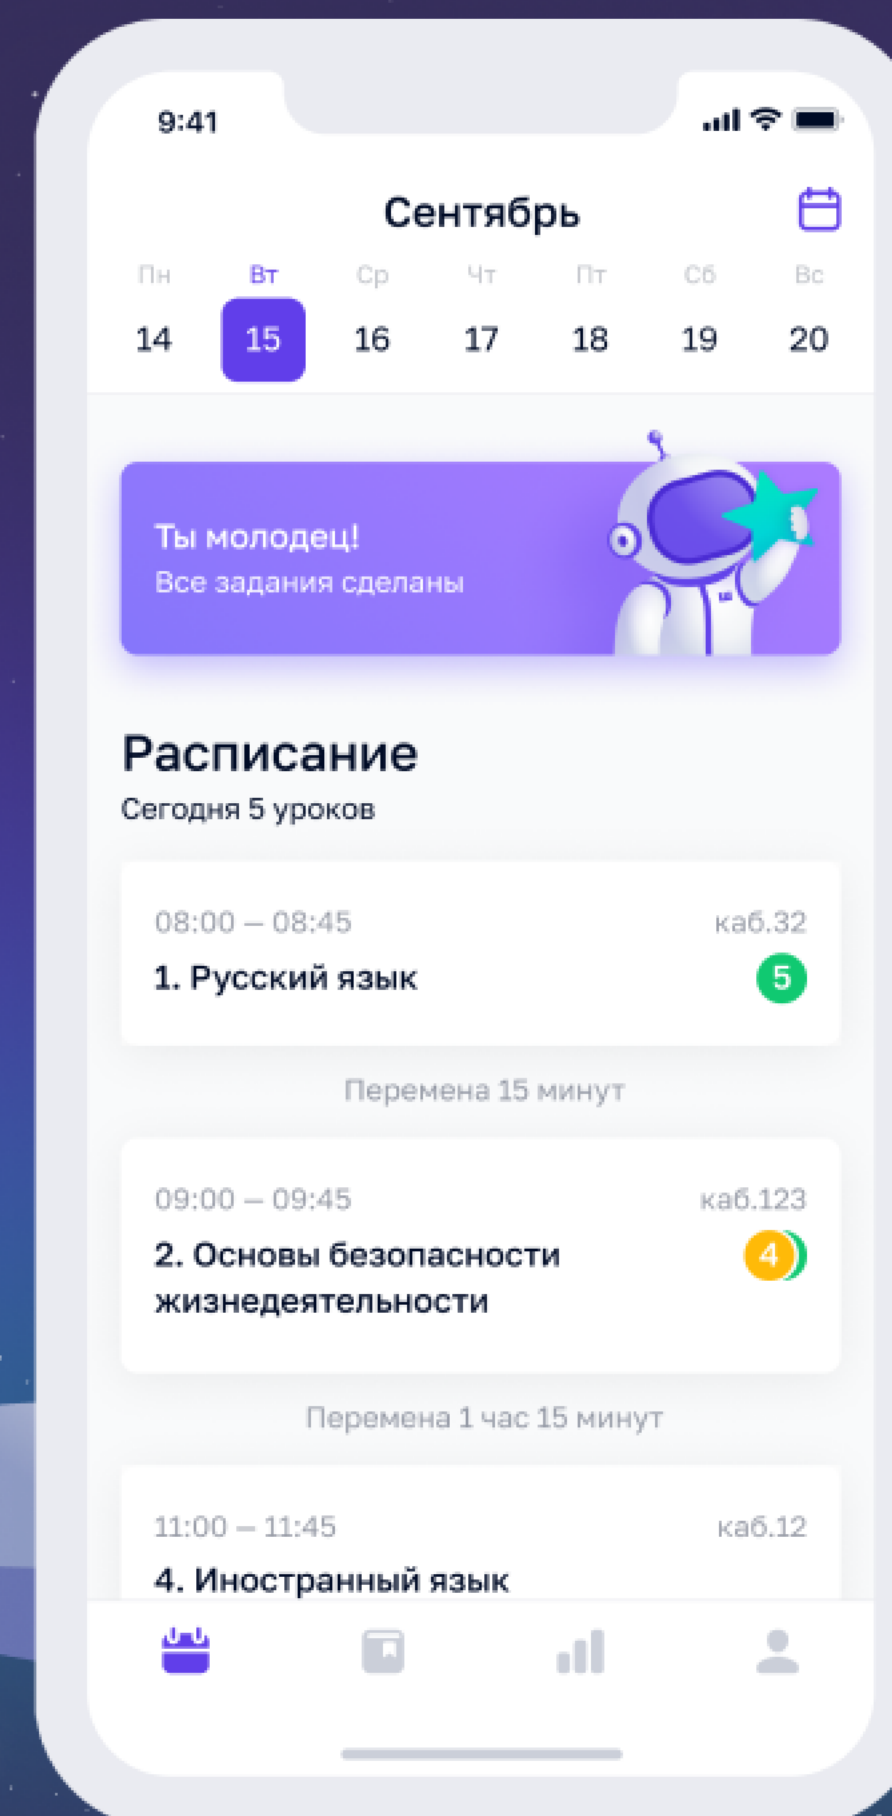 9:41
Сентябрь
Пн Вт Ср Чт Пт Сб Вс
14 15 16 17 18 19 20
Ты молодец!
Все задания сделаны
Расписание
Сегодня 5 уроков
08:00 — 08:45 каб.32
1. Русский язык 5
Перемена 15 минут
09:00 — 09:45 каб.123
2. Основы безопасности 4
жизнедеятельности
Перемена 1 час 15 минут
11:00 — 11:45 каб.12
4. Иностранный язык